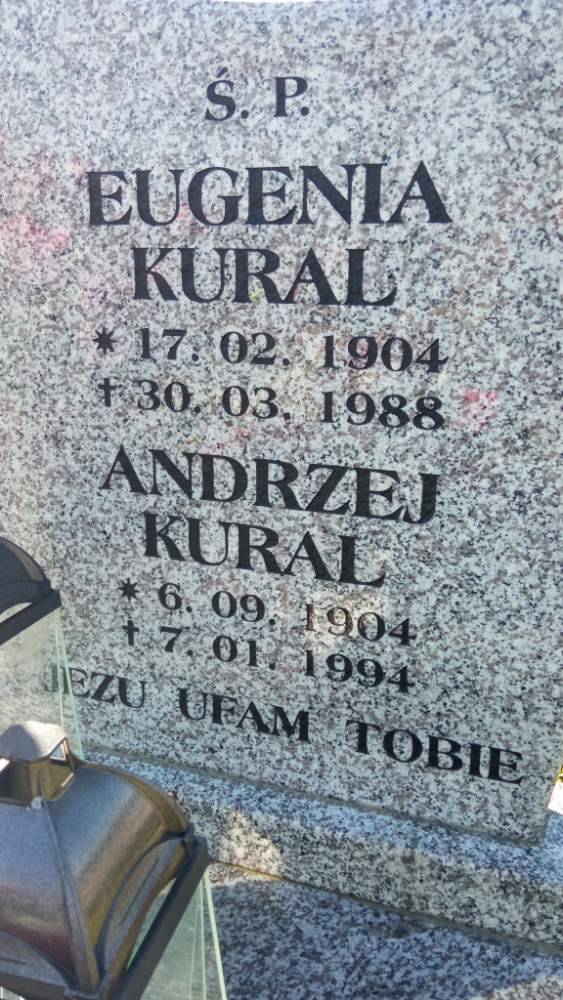 Ś. P.
EUGENIA
KURAL
* 17. 02. 1904
† 30. 03. 1988
ANDRZEJ
KURAL
* 6. 09. 1904
† 7. 01. 1994
JEZU UFAM TOBIE